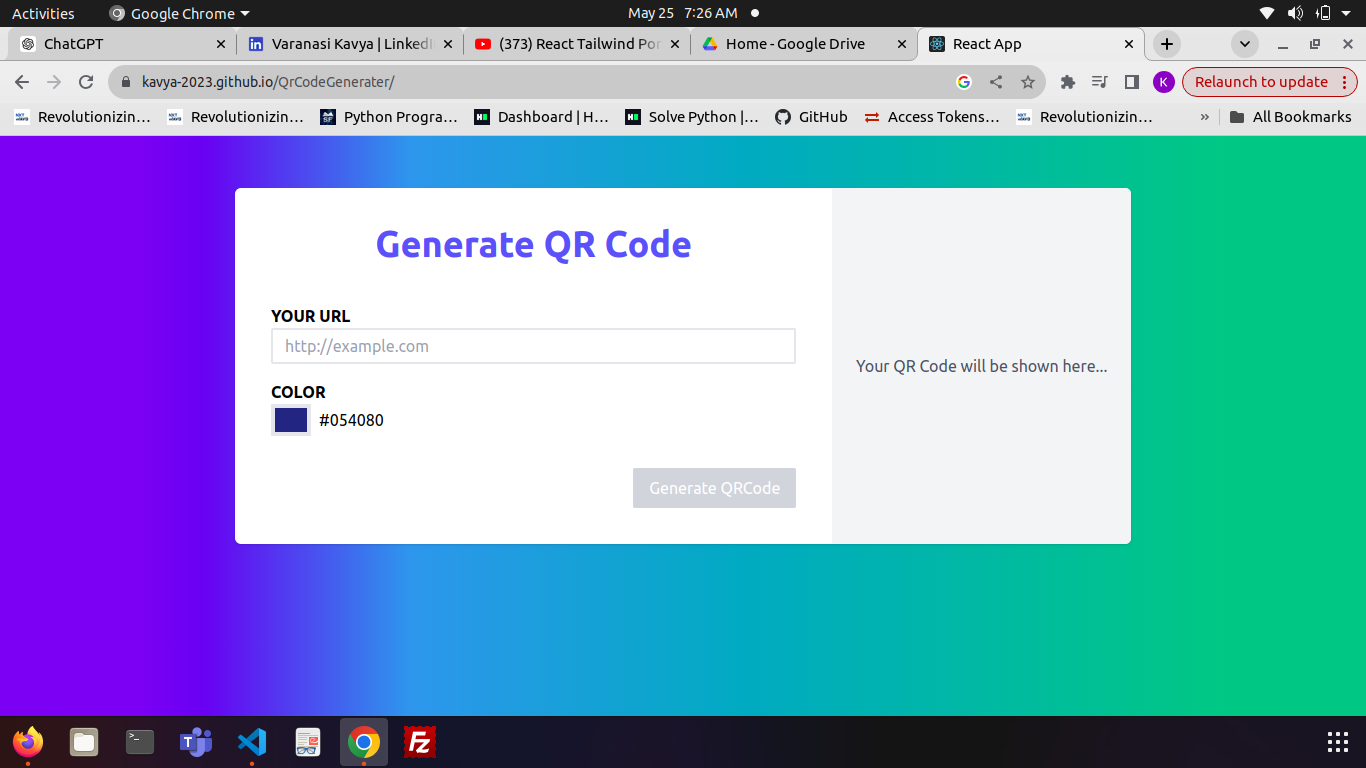 Activities Google Chrome May 25 7:26 AM
ChatGPT Varanasi Kavya | LinkedI (373) React Tailwind Por Home - Google Drive React App
kavya-2023.github.io/QrCodeGenerater/ K Relaunch to update
Revolutionizin… Revolutionizin… Python Progra… Dashboard | H… Solve Python |… GitHub Access Tokens… Revolutionizin… » All Bookmarks
Generate QR Code
YOUR URL
http://example.com
Your QR Code will be shown here...
COLOR
#054080
Generate QRCode